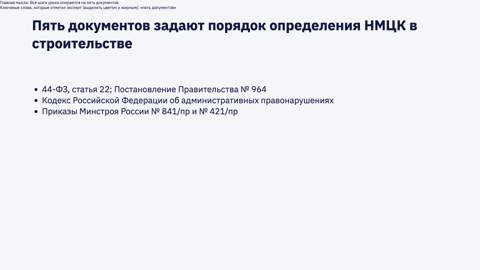 Главная мысль: Все шаги урока опираются на пять документов.
Ключевые слова, которые отметил эксперт (выделить цветом и жирным): «пять документов»
Пять документов задают порядок определения НМЦК в
строительстве
• 44-ФЗ, статья 22; Постановление Правительства № 964
• Кодекс Российской Федерации об административных правонарушениях
• Приказы Минстроя России № 841/пр и № 421/пр